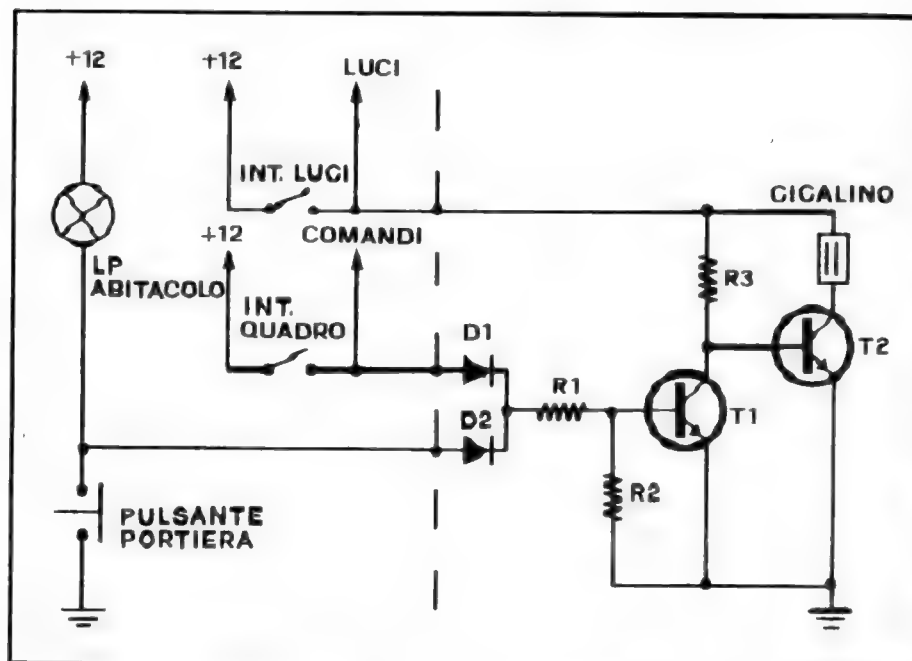 +12
+12
LUCI
INT. LUCI
CICALINO
+12
COMANDI
LP
ABITACOLO
INT.
QUADRO
R3
D1
R1
T2
T1
D2
R2
PULSANTE
PORTIERA